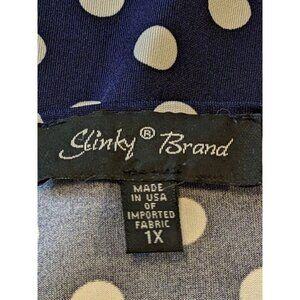 Slinky® Brand
MADE
IN USA
OF
IMPORTED
FABRIC
1X